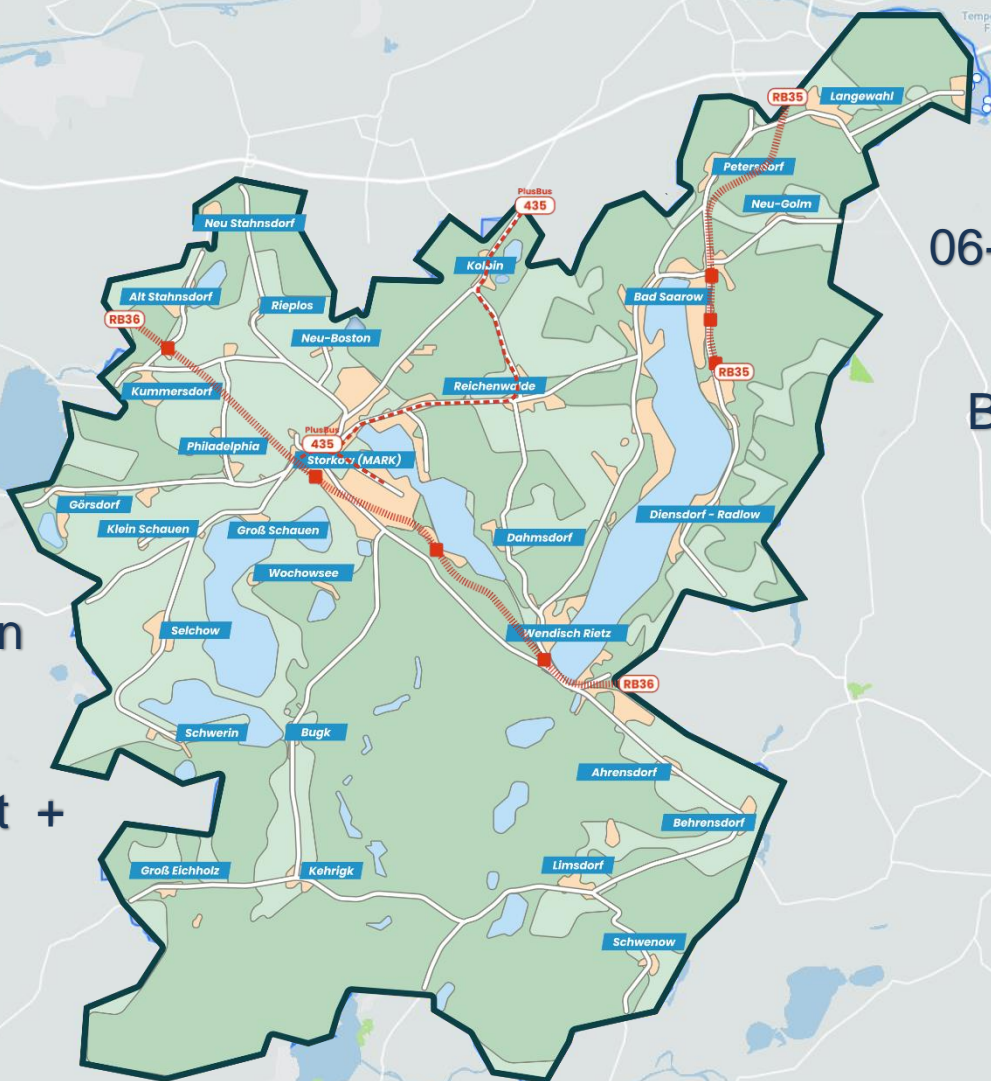 Tempe
F
RB35
Langewahl
Petersdorf
PlusBus
435
Neu-Golm
Neu Stahnsdorf
06-
Kolpin
Alt Stahnsdorf
Bad Saarow
Rieplos
RB36
Neu-Boston
RB35
Kummersdorf
Reichenwalde
B
PlusBus
435
Philadelphia
Storkow (MARK)
Görsdorf
Diensdorf - Radlow
Klein Schauen
Groß Schauen
Dahmsdorf
Wochowsee
Selchow
Wendisch Rietz
n
RB36
Schwerin
Bugk
Ahrensdorf
t +
Behrensdorf
Groß Eichholz
Kehrigk
Limsdorf
Schwenow